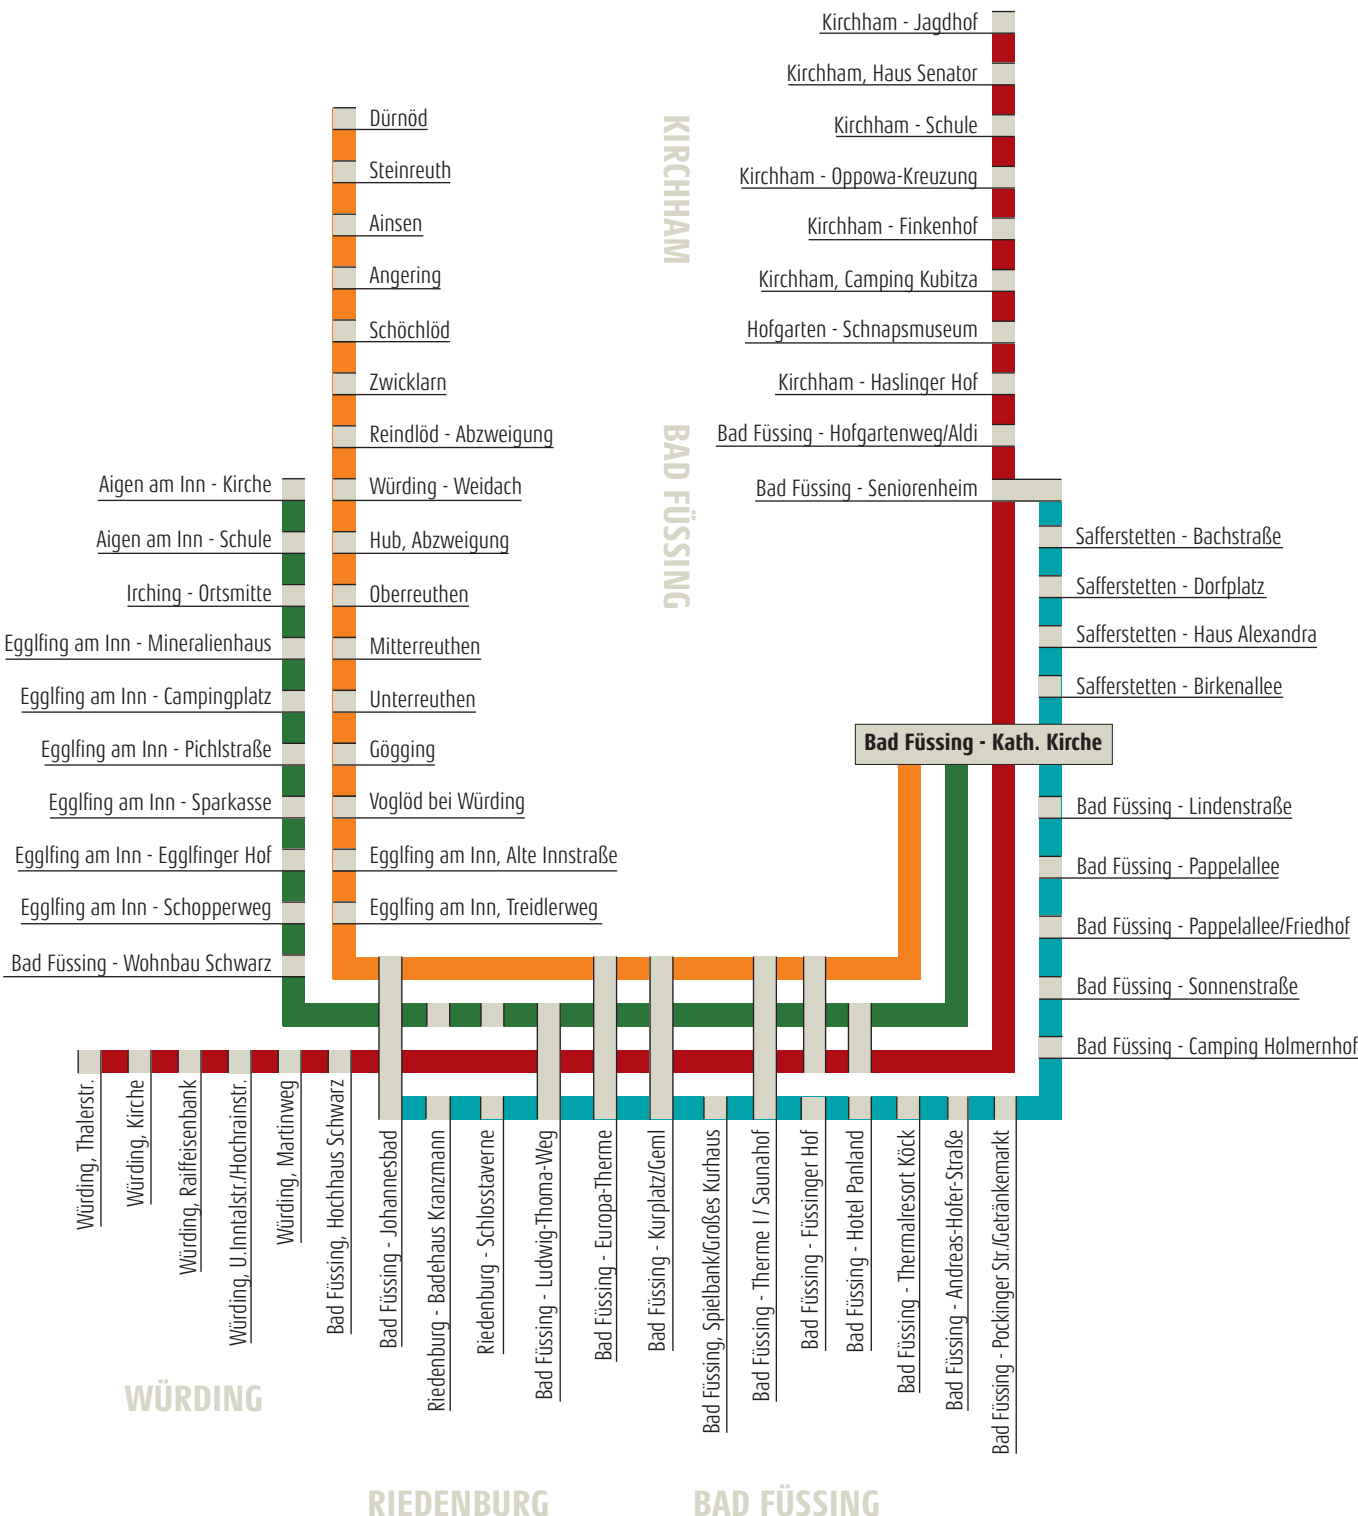 Kirchham - Jagdhof
Kirchham, Haus Senator
Kirchham - Schule
Kirchham - Oppowa-Kreuzung
Kirchham - Finkenhof
Kirchham, Camping Kubitza
Hofgarten - Schnapsmuseum
Kirchham - Haslinger Hof
Bad Füssing - Hofgartenweg/Aldi
Bad Füssing - Seniorenheim
KIRCHHAM
BAD FÜSSING
Dürnöd
Steinreuth
Ainsen
Angering
Schöchlöd
Zwicklarn
Reindlöd - Abzweigung
Würding - Weidach
Hub, Abzweigung
Oberreuthen
Mitterreuthen
Unterreuthen
Gögging
Voglöd bei Würding
Egglfing am Inn, Alte Innstraße
Egglfing am Inn, Treidlerweg
Aigen am Inn - Kirche
Aigen am Inn - Schule
Irching - Ortsmitte
Egglfing am Inn - Mineralienhaus
Egglfing am Inn - Campingplatz
Egglfing am Inn - Pichlstraße
Egglfing am Inn - Sparkasse
Egglfing am Inn - Egglfinger Hof
Egglfing am Inn - Schopperweg
Bad Füssing - Wohnbau Schwarz
Safferstetten - Bachstraße
Safferstetten - Dorfplatz
Safferstetten - Haus Alexandra
Safferstetten - Birkenallee
Bad Füssing - Kath. Kirche
Bad Füssing - Lindenstraße
Bad Füssing - Pappelallee
Bad Füssing - Pappelallee/Friedhof
Bad Füssing - Sonnenstraße
Bad Füssing - Camping Holmernhof
Würding, Thalerstr.
Würding, Kirche
Würding, Raiffeisenbank
Würding, U.Inntalstr./Hochrainstr.
Würding, Martinweg
Bad Füssing, Hochhaus Schwarz
Bad Füssing - Johannesbad
Riedenburg - Badehaus Kranzmann
Riedenburg - Schlosstaverne
Bad Füssing - Ludwig-Thoma-Weg
Bad Füssing - Europa-Therme
Bad Füssing - Kurplatz/Geml
Bad Füssing, Spielbank/Großes Kurhaus
Bad Füssing - Therme I / Saunahof
Bad Füssing - Füssinger Hof
Bad Füssing - Hotel Panland
Bad Füssing - Thermalresort Köck
Bad Füssing - Andreas-Hofer-Straße
Bad Füssing - Pockinger Str./Getränkemarkt
WÜRDING
RIEDENBURG
BAD FÜSSING